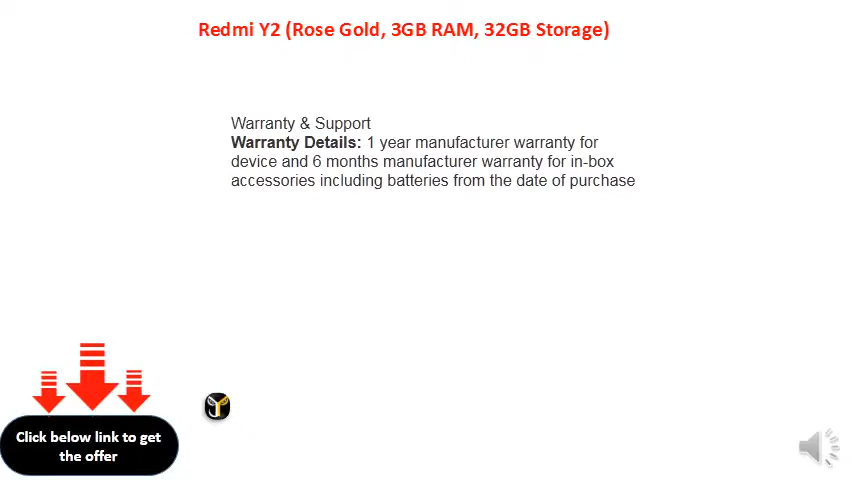 Redmi Y2 (Rose Gold, 3GB RAM, 32GB Storage)
Warranty & Support
Warranty Details: 1 year manufacturer warranty for
device and 6 months manufacturer warranty for in-box
accessories including batteries from the date of purchase
Click below link to get
the offer